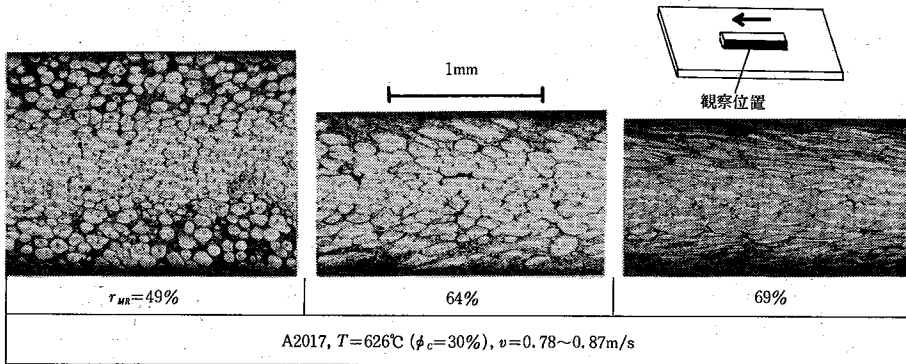 1mm
観察位置
r_MR=49%
64%
69%
A2017, T=626℃ (φ_C=30%), v=0.78~0.87m/s